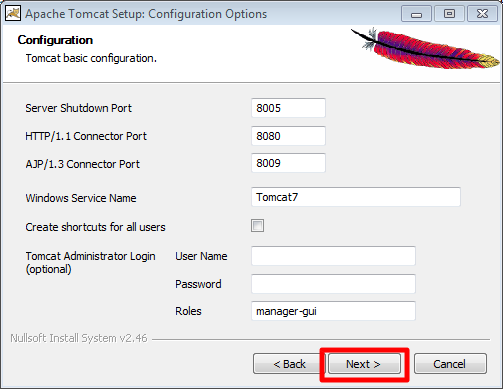 Apache Tomcat Setup: Configuration Options
Configuration
Tomcat basic configuration.
Server Shutdown Port 8005
HTTP/1.1 Connector Port 8080
AJP/1.3 Connector Port 8009
Windows Service Name Tomcat7
Create shortcuts for all users
Tomcat Administrator Login User Name
(optional)
Password
Roles manager-gui
Nullsoft Install System v2.46
< Back Next > Cancel